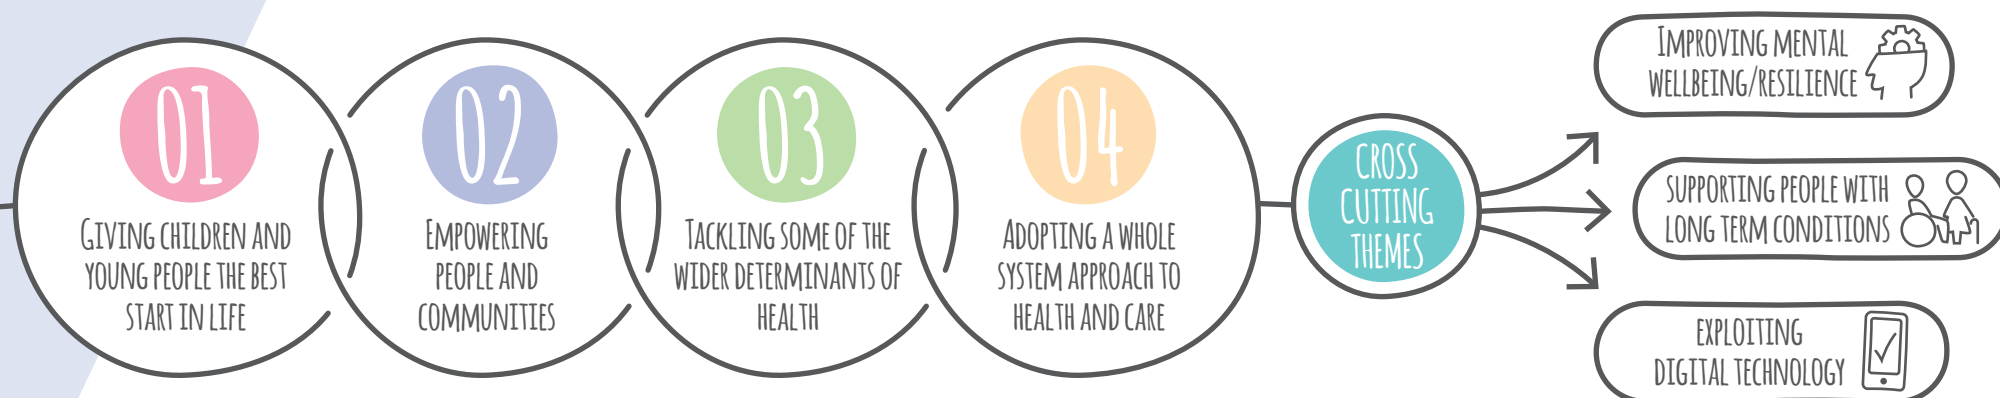 01
GIVING CHILDREN AND
YOUNG PEOPLE THE BEST
START IN LIFE
02
EMPOWERING
PEOPLE AND
COMMUNITIES
03
TACKLING SOME OF THE
WIDER DETERMINANTS OF
HEALTH
04
ADOPTING A WHOLE
SYSTEM APPROACH TO
HEALTH AND CARE
CROSS
CUTTING
THEMES
IMPROVING MENTAL
WELLBEING/RESILIENCE
SUPPORTING PEOPLE WITH
LONG TERM CONDITIONS
EXPLOITING
DIGITAL TECHNOLOGY